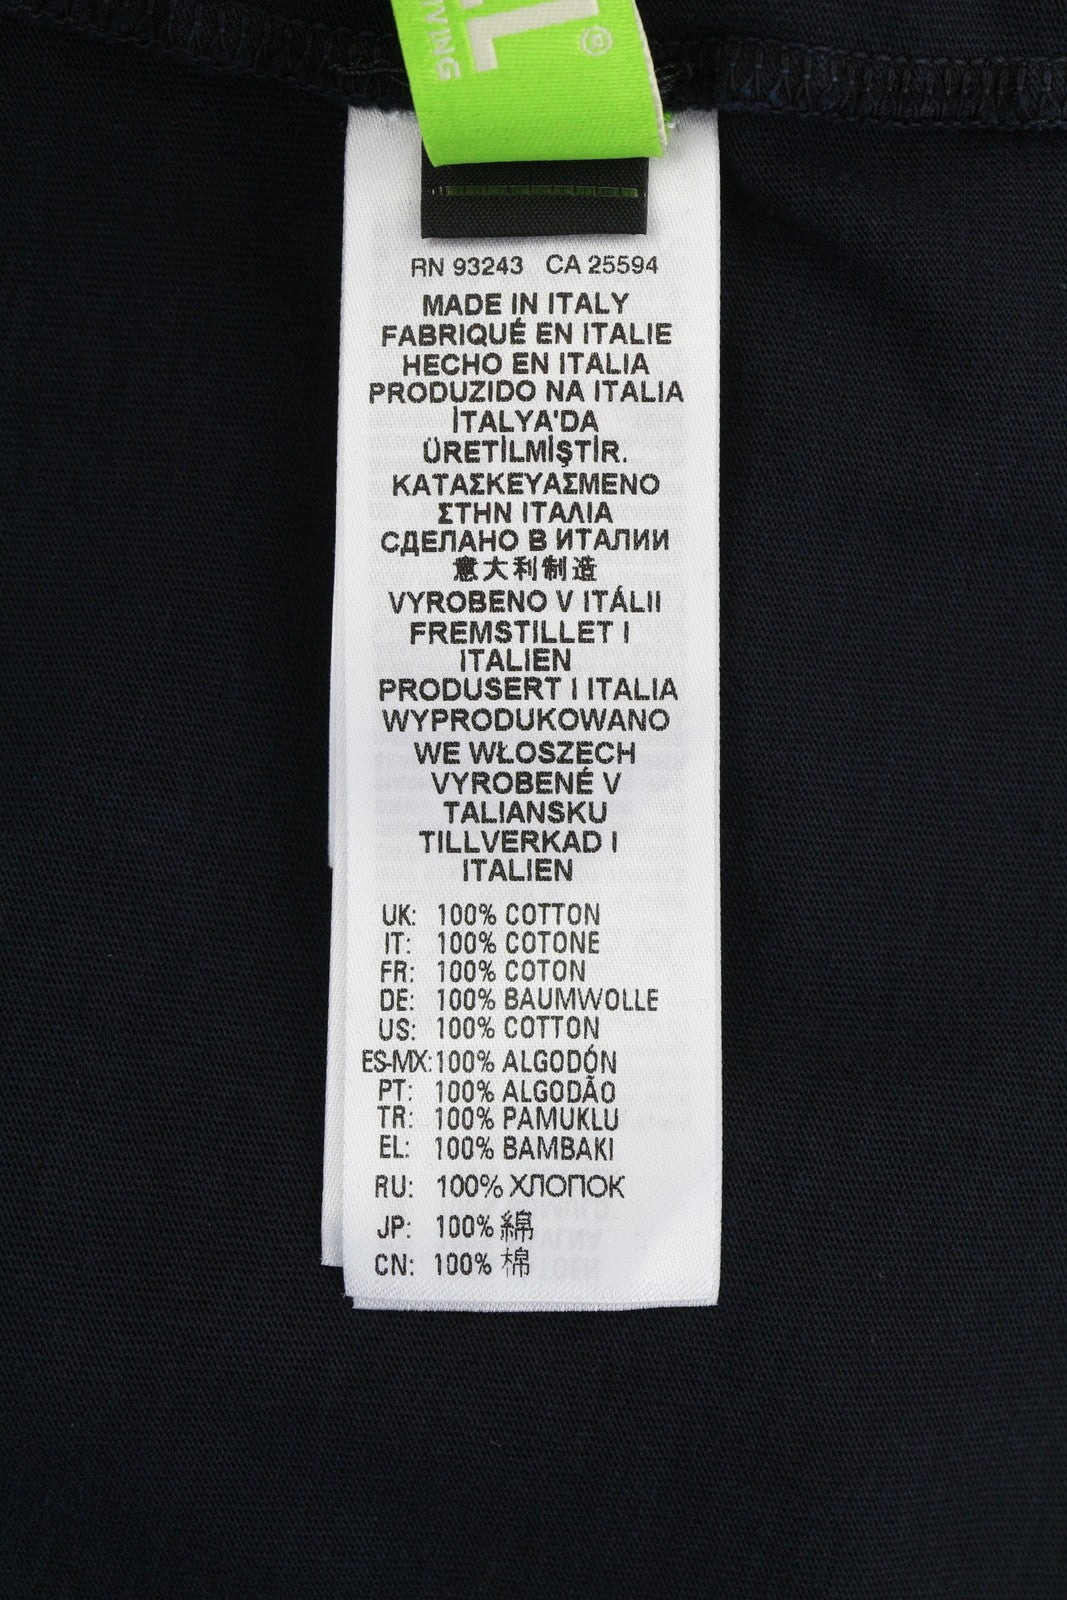 VING
L®
RN 93243 CA 25594
MADE IN ITALY
FABRIQUÉ EN ITALIE
HECHO EN ITALIA
PRODUZIDO NA ITALIA
İTALYA'DA
ÜRETİLMİŞTİR.
ΚΑΤΑΣΚΕΥΑΣΜΕΝΟ
ΣΤΗΝ ΙΤΑΛΙΑ
СДЕЛАНО В ИТАЛИИ
意大利制造
VYROBENO V ITÁLII
FREMSTILLET I
ITALIEN
PRODUSERT I ITALIA
WYPRODUKOWANO
WE WŁOSZECH
VYROBENÉ V
TALIANSKU
TILLVERKAD I
ITALIEN
UK: 100% COTTON
IT: 100% COTONE
FR: 100% COTON
DE: 100% BAUMWOLLE
US: 100% COTTON
ES-MX: 100% ALGODÓN
PT: 100% ALGODÃO
TR: 100% PAMUKLU
EL: 100% BAMBAKI
RU: 100% ХЛОПОК
JP: 100% 綿
CN: 100% 棉